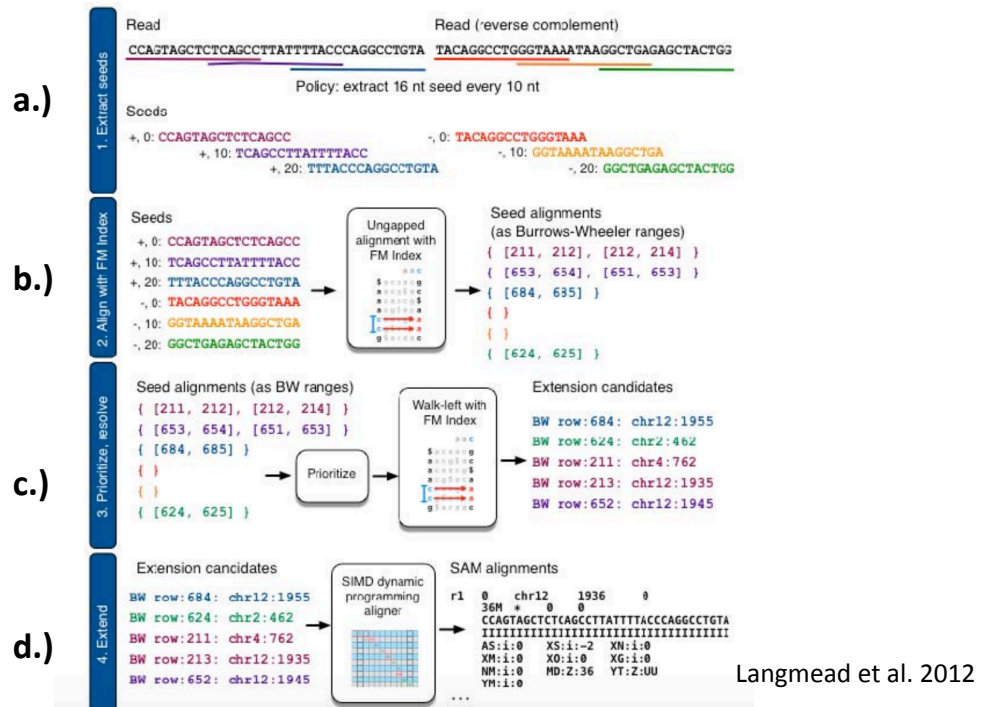 a.)
1. Extract seeds
Read
Read (reverse complement)
CCAGTAGCTCTCAGCCTTATTTTACCCAGGCCTGTA TACAGGCCTGGGTAAAATAAGGCTGAGAGCTACTGG
Policy: extract 16 nt seed every 10 nt
Seeds
+, 0: CCAGTAGCTCTCAGCC
+, 10: TCAGCCTTATTTTACC
+, 20: TTTACCCAGGCCTGTA
-, 0: TACAGGCCTGGGTAAA
-, 10: GGTAAAATAAGGCTGA
-, 20: GGCTGAGAGCTACTGG
b.)
2. Align with FM Index
Seeds
+, 0: CCAGTAGCTCTCAGCC
+, 10: TCAGCCTTATTTTACC
+, 20: TTTACCCAGGCCTGTA
-, 0: TACAGGCCTGGGTAAA
-, 10: GGTAAAATAAGGCTGA
-, 20: GGCTGAGAGCTACTGG
Ungapped
alignment with
FM Index
Seed alignments
(as Burrows-Wheeler ranges)
{ [211, 212], [212, 214] }
{ [653, 654], [651, 653] }
{ [684, 685] }
{ }
{ }
{ [624, 625] }
c.)
3. Prioritize, resolve
Seed alignments (as BW ranges)
{ [211, 212], [212, 214] }
{ [653, 654], [651, 653] }
{ [684, 685] }
{ }
{ }
{ [624, 625] }
Prioritize
Walk-left with
FM Index
Extension candidates
BW row:684: chr12:1955
BW row:624: chr2:462
BW row:211: chr4:762
BW row:213: chr12:1935
BW row:652: chr12:1945
d.)
4. Extend
Extension candidates
BW row:684: chr12:1955
BW row:624: chr2:462
BW row:211: chr4:762
BW row:213: chr12:1935
BW row:652: chr12:1945
SIMD dynamic
programming
aligner
SAM alignments
r1 0 chr12 1936 0
36M * 0 0
CCAGTAGCTCTCAGCCTTATTTTACCCAGGCCTGTA
IIIIIIIIIIIIIIIIIIIIIIIIIIIIIIIIIIII
AS:i:0 XS:i:-2 XN:i:0
XM:i:0 XO:i:0 XG:i:0
NM:i:0 MD:Z:36 YT:Z:UU
YM:i:0
...
Langmead et al. 2012